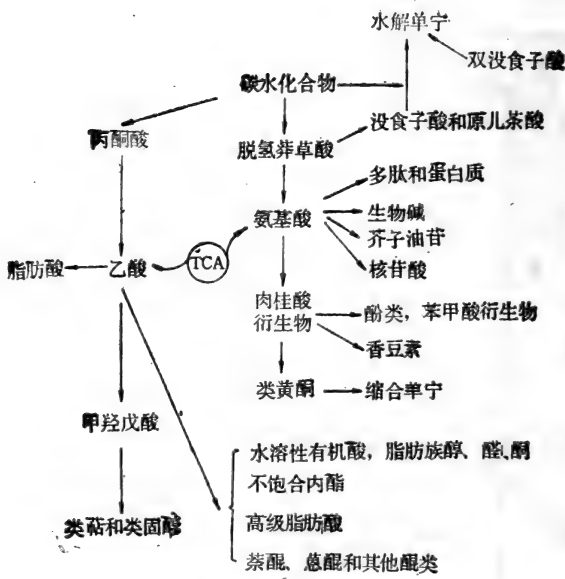 水解单宁
双没食子酸
碳水化合物
丙酮酸
没食子酸和原儿茶酸
脱氢莽草酸
多肽和蛋白质
氨基酸
生物碱
芥子油苷
核苷酸
脂肪酸
乙酸
TCA
肉桂酸
衍生物
酚类，苯甲酸衍生物
香豆素
类黄酮
缩合单宁
甲羟戊酸
水溶性有机酸，脂肪族醇、醛、酮
不饱合内酯
高级脂肪酸
类萜和类固醇
萘醌、蒽醌和其他醌类